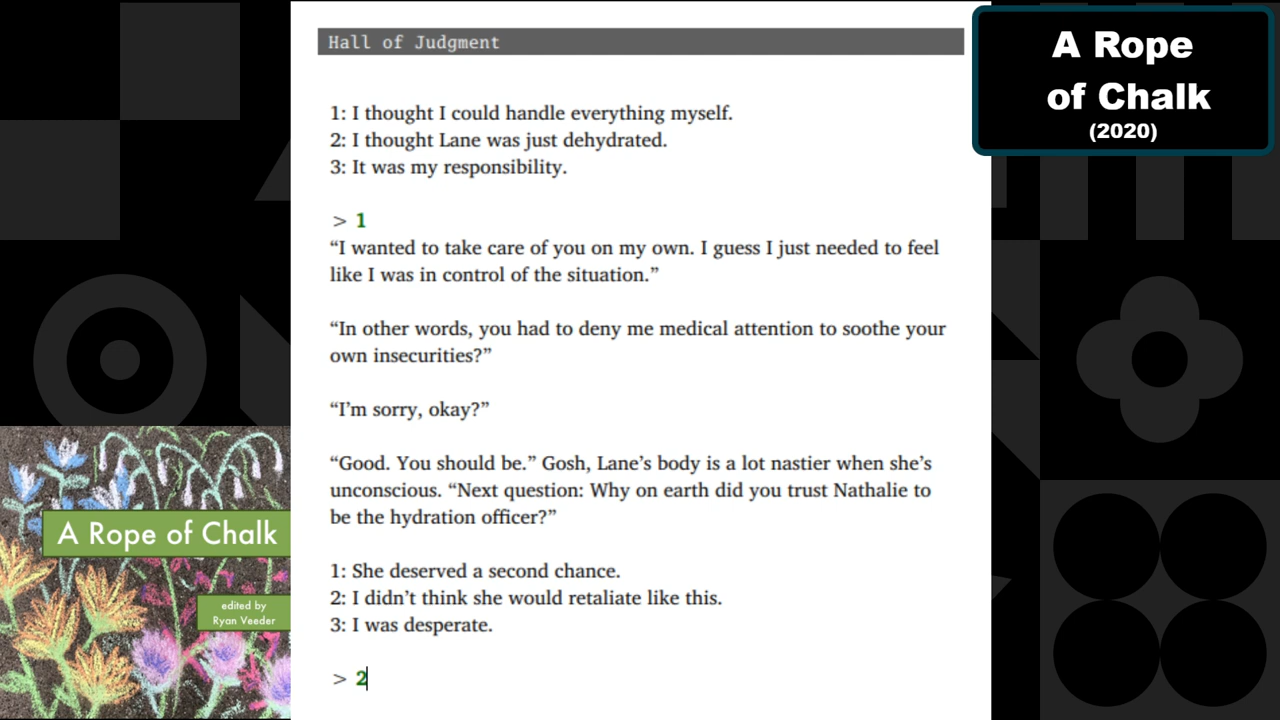 Hall of Judgment
1: I thought I could handle everything myself.
2: I thought Lane was just dehydrated.
3: It was my responsibility.
> 1
“I wanted to take care of you on my own. I guess I just needed to feel
like I was in control of the situation.”
“In other words, you had to deny me medical attention to soothe your
own insecurities?”
“I’m sorry, okay?”
“Good. You should be.” Gosh, Lane’s body is a lot nastier when she’s
unconscious. “Next question: Why on earth did you trust Nathalie to
be the hydration officer?”
1: She deserved a second chance.
2: I didn’t think she would retaliate like this.
3: I was desperate.
> 2
A Rope
of Chalk
(2020)
A Rope of Chalk
edited by
Ryan Veeder